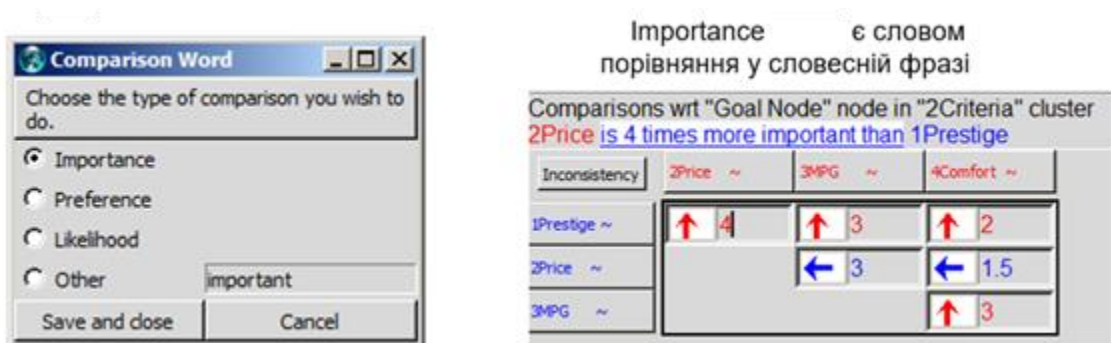 Comparison Word
Choose the type of comparison you wish to
do.
Importance
Preference
Likelihood
Other important
Save and close Cancel
Importance є словом
порівняння у словесній фразі
Comparisons wrt "Goal Node" node in "2Criteria" cluster
2Price is 4 times more important than 1Prestige
Inconsistency 2Price ~ 3MPG ~ 4Comfort ~
1Prestige ~ 4 3 2
2Price ~ 3 1.5
3MPG ~ 3